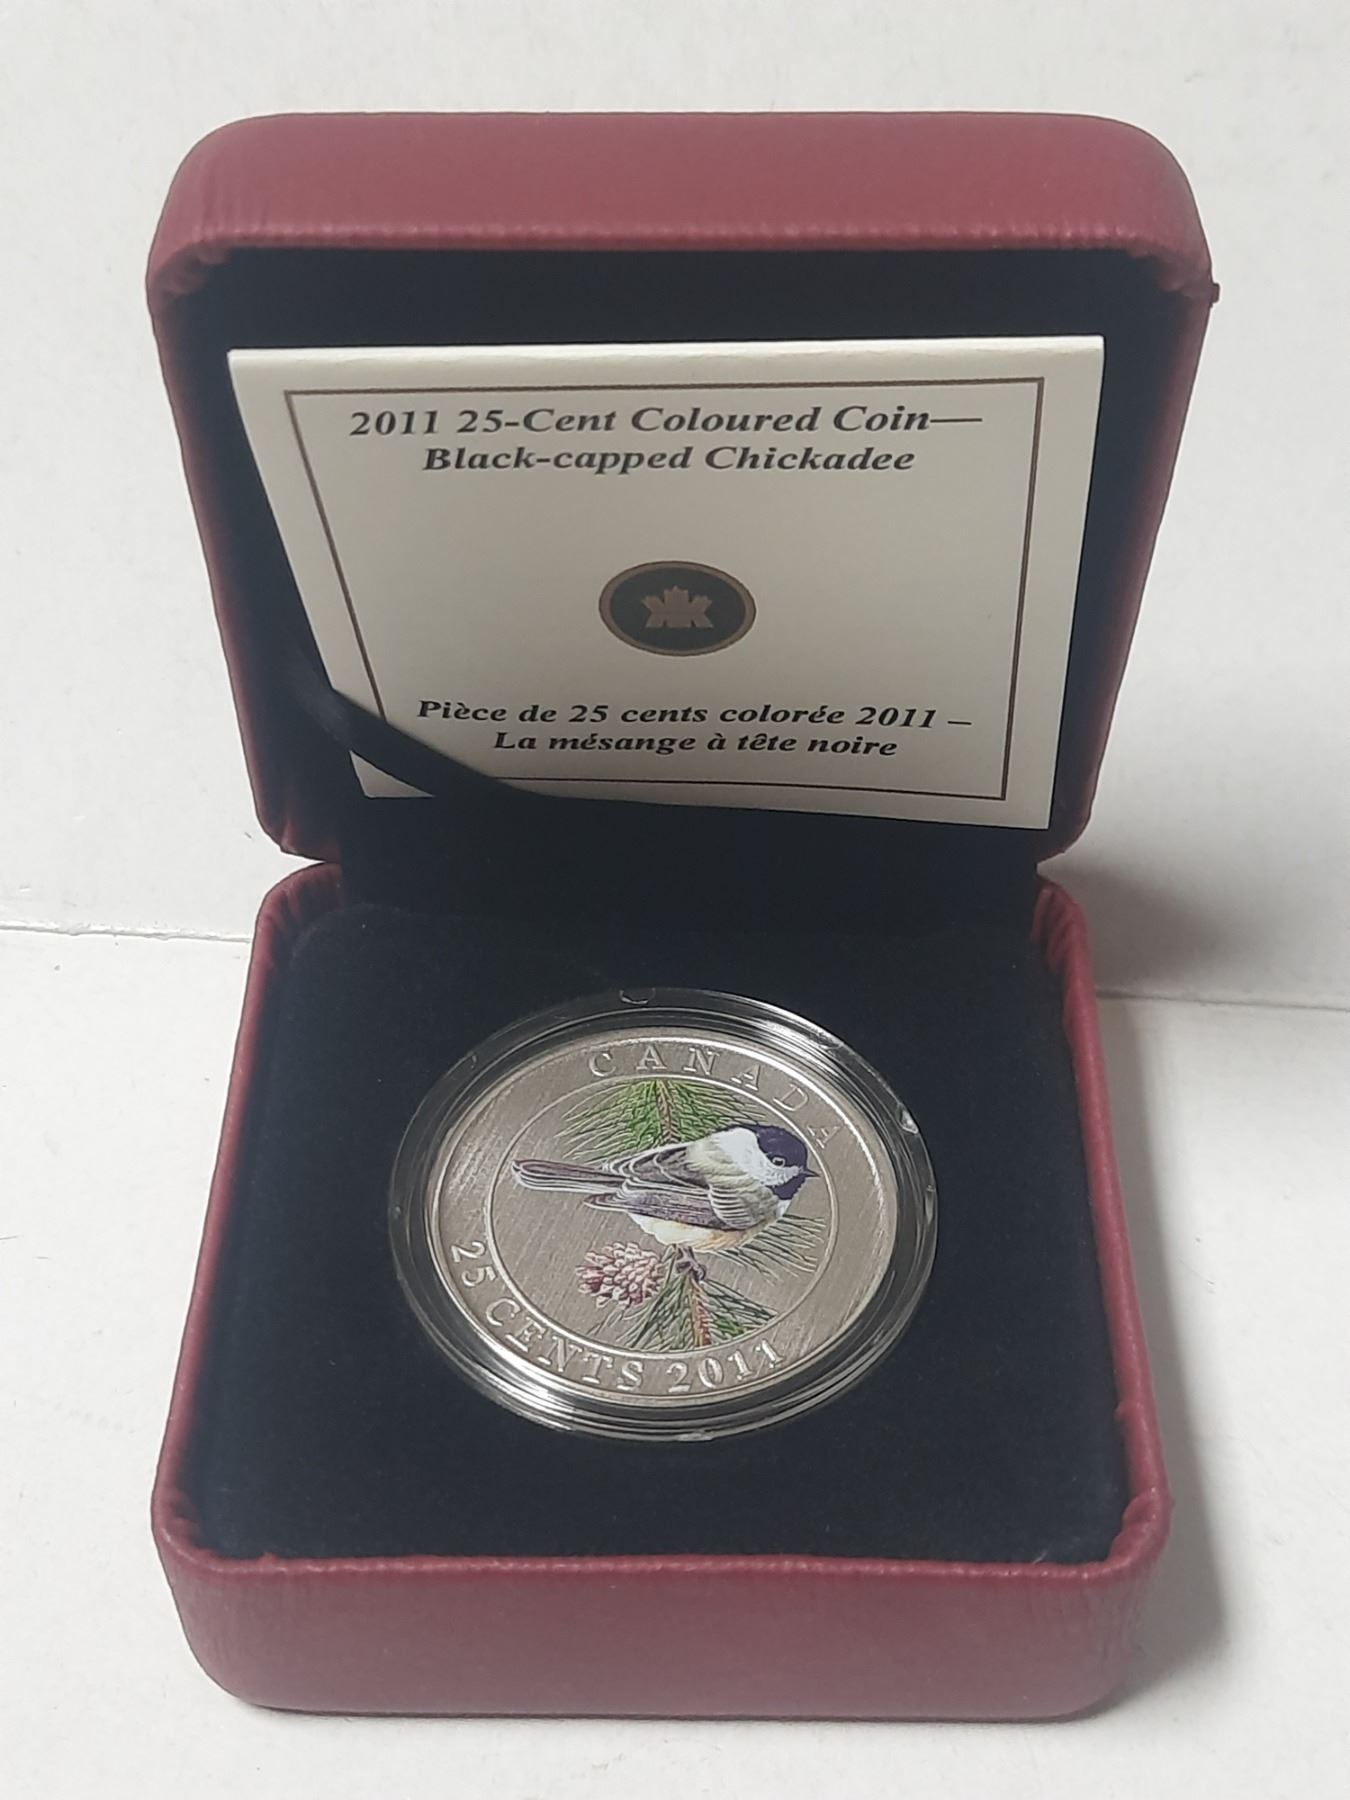 2011 25-Cent Coloured Coin—
Black-capped Chickadee
Pièce de 25 cents colorée 2011 –
La mésange à tête noire
CANADA
25 CENTS 2011